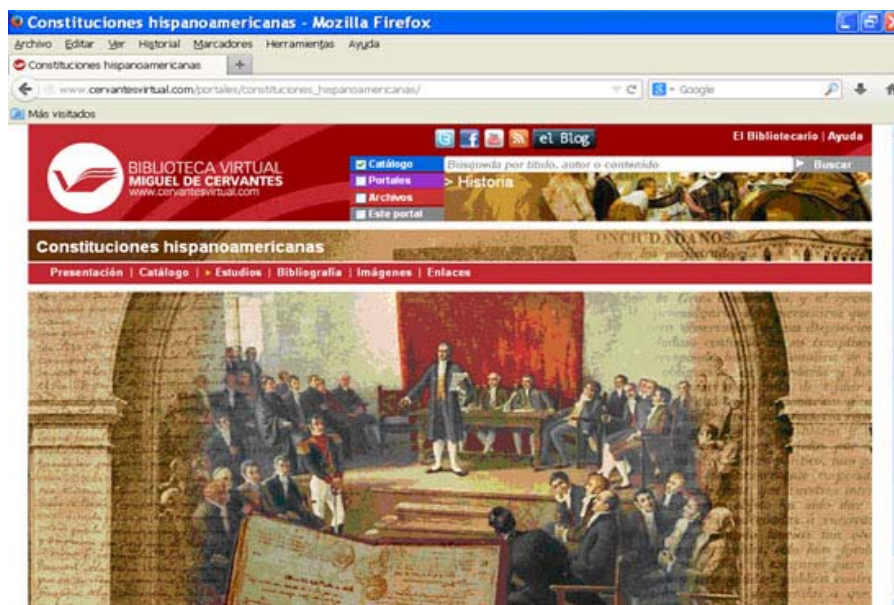 Constituciones hispanoamericanas - Mozilla Firefox
Archivo Editar Ver Historial Marcadores Herramientas Ayuda
Constituciones hispanoamericanas +
www.cervantesvirtual.com/portales/constituciones_hispanoamericanas/
Google
Más visitados
el Blog
El Bibliotecario | Ayuda
BIBLIOTECA VIRTUAL
MIGUEL DE CERVANTES
www.cervantesvirtual.com
Catálogo
Búsqueda por título, autor o contenido
Buscar
Portales
> Historia
Archivos
Este portal
Constituciones hispanoamericanas
Presentación | Catálogo | Estudios | Bibliografía | Imágenes | Enlaces